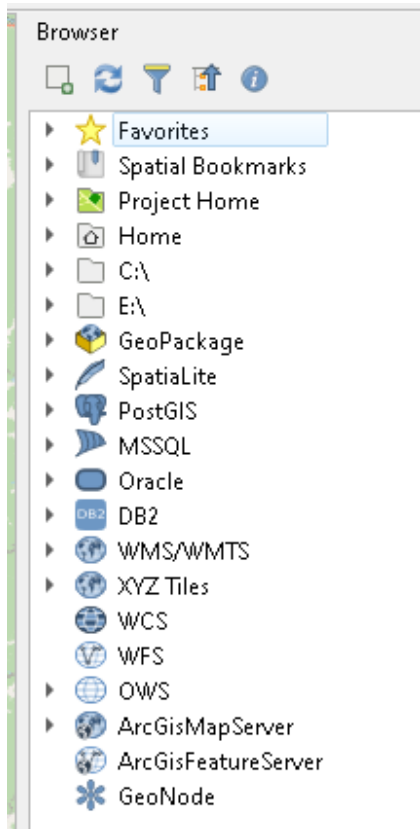 Browser
Favorites
Spatial Bookmarks
Project Home
Home
C:\
E:\
GeoPackage
SpatiaLite
PostGIS
MSSQL
Oracle
DB2 DB2
WMS/WMTS
XYZ Tiles
WCS
WFS
OWS
ArcGisMapServer
ArcGisFeatureServer
GeoNode